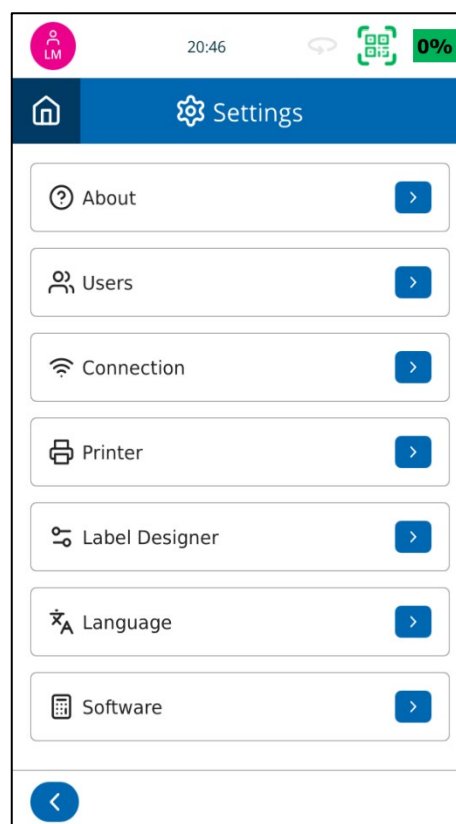 LM
20:46
0%
Settings
About
Users
Connection
Printer
Label Designer
Language
Software